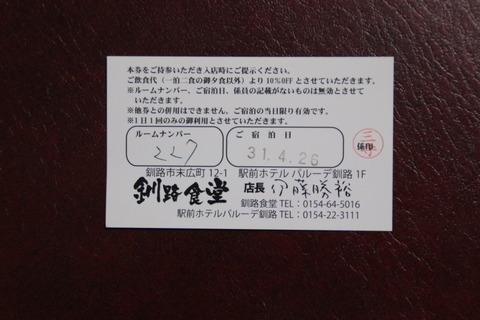 本券をご持参いただき入店時にご提示ください。
ご飲食代(一泊二食の御夕食以外)より10%OFFとさせていただきます。
※ルームナンバー、ご宿泊日、係員の記載がないものは無効とさせて
いただきます。
※他券との併用はできません。ご宿泊の当日限り有効です。
※1日1回のみの御利用とさせていただきます。
ルームナンバー
227
ご宿泊日
31.4.26
係印
釧路市末広町12-1 駅前ホテル パルーデ釧路 1F
釧路食堂 店長 伊藤勝裕
釧路食堂 TEL:0154-64-5016
駅前ホテルパルーデ釧路 TEL:0154-22-3111